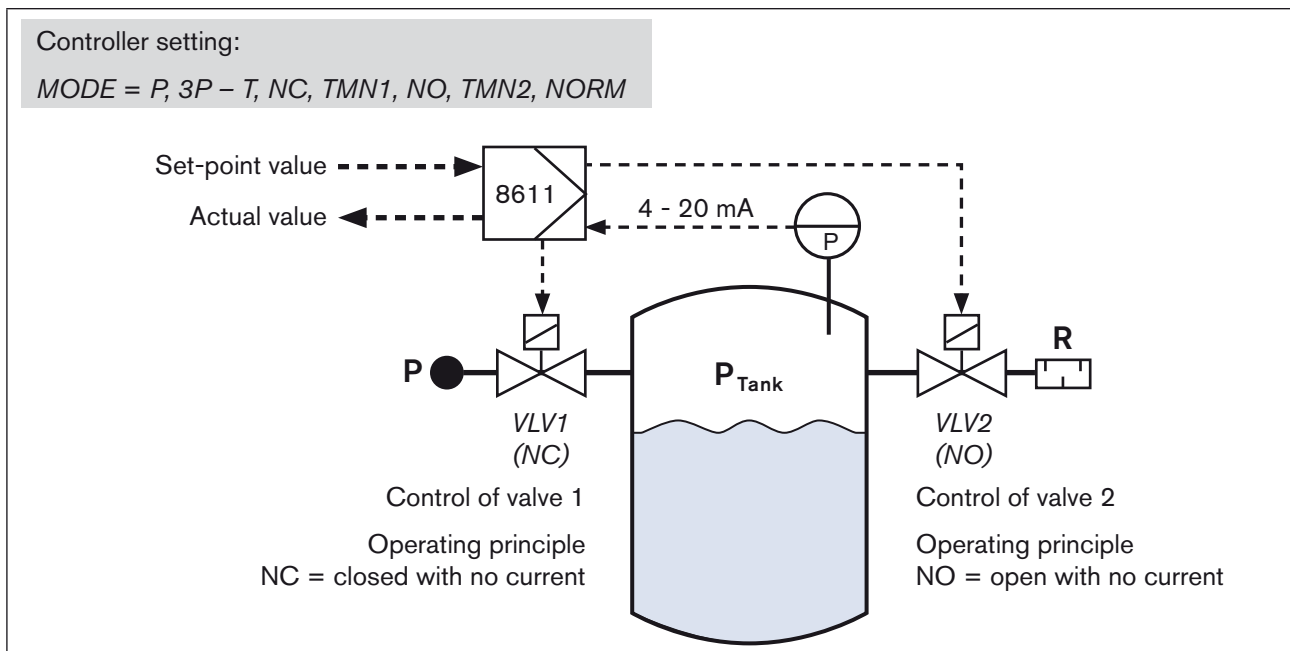 Controller setting:
MODE = P, 3P – T, NC, TMN1, NO, TMN2, NORM
Set-point value
8611
Actual value
4 - 20 mA
P
P
P Tank
R
VLV1
(NC)
VLV2
(NO)
Control of valve 1
Operating principle
NC = closed with no current
Control of valve 2
Operating principle
NO = open with no current